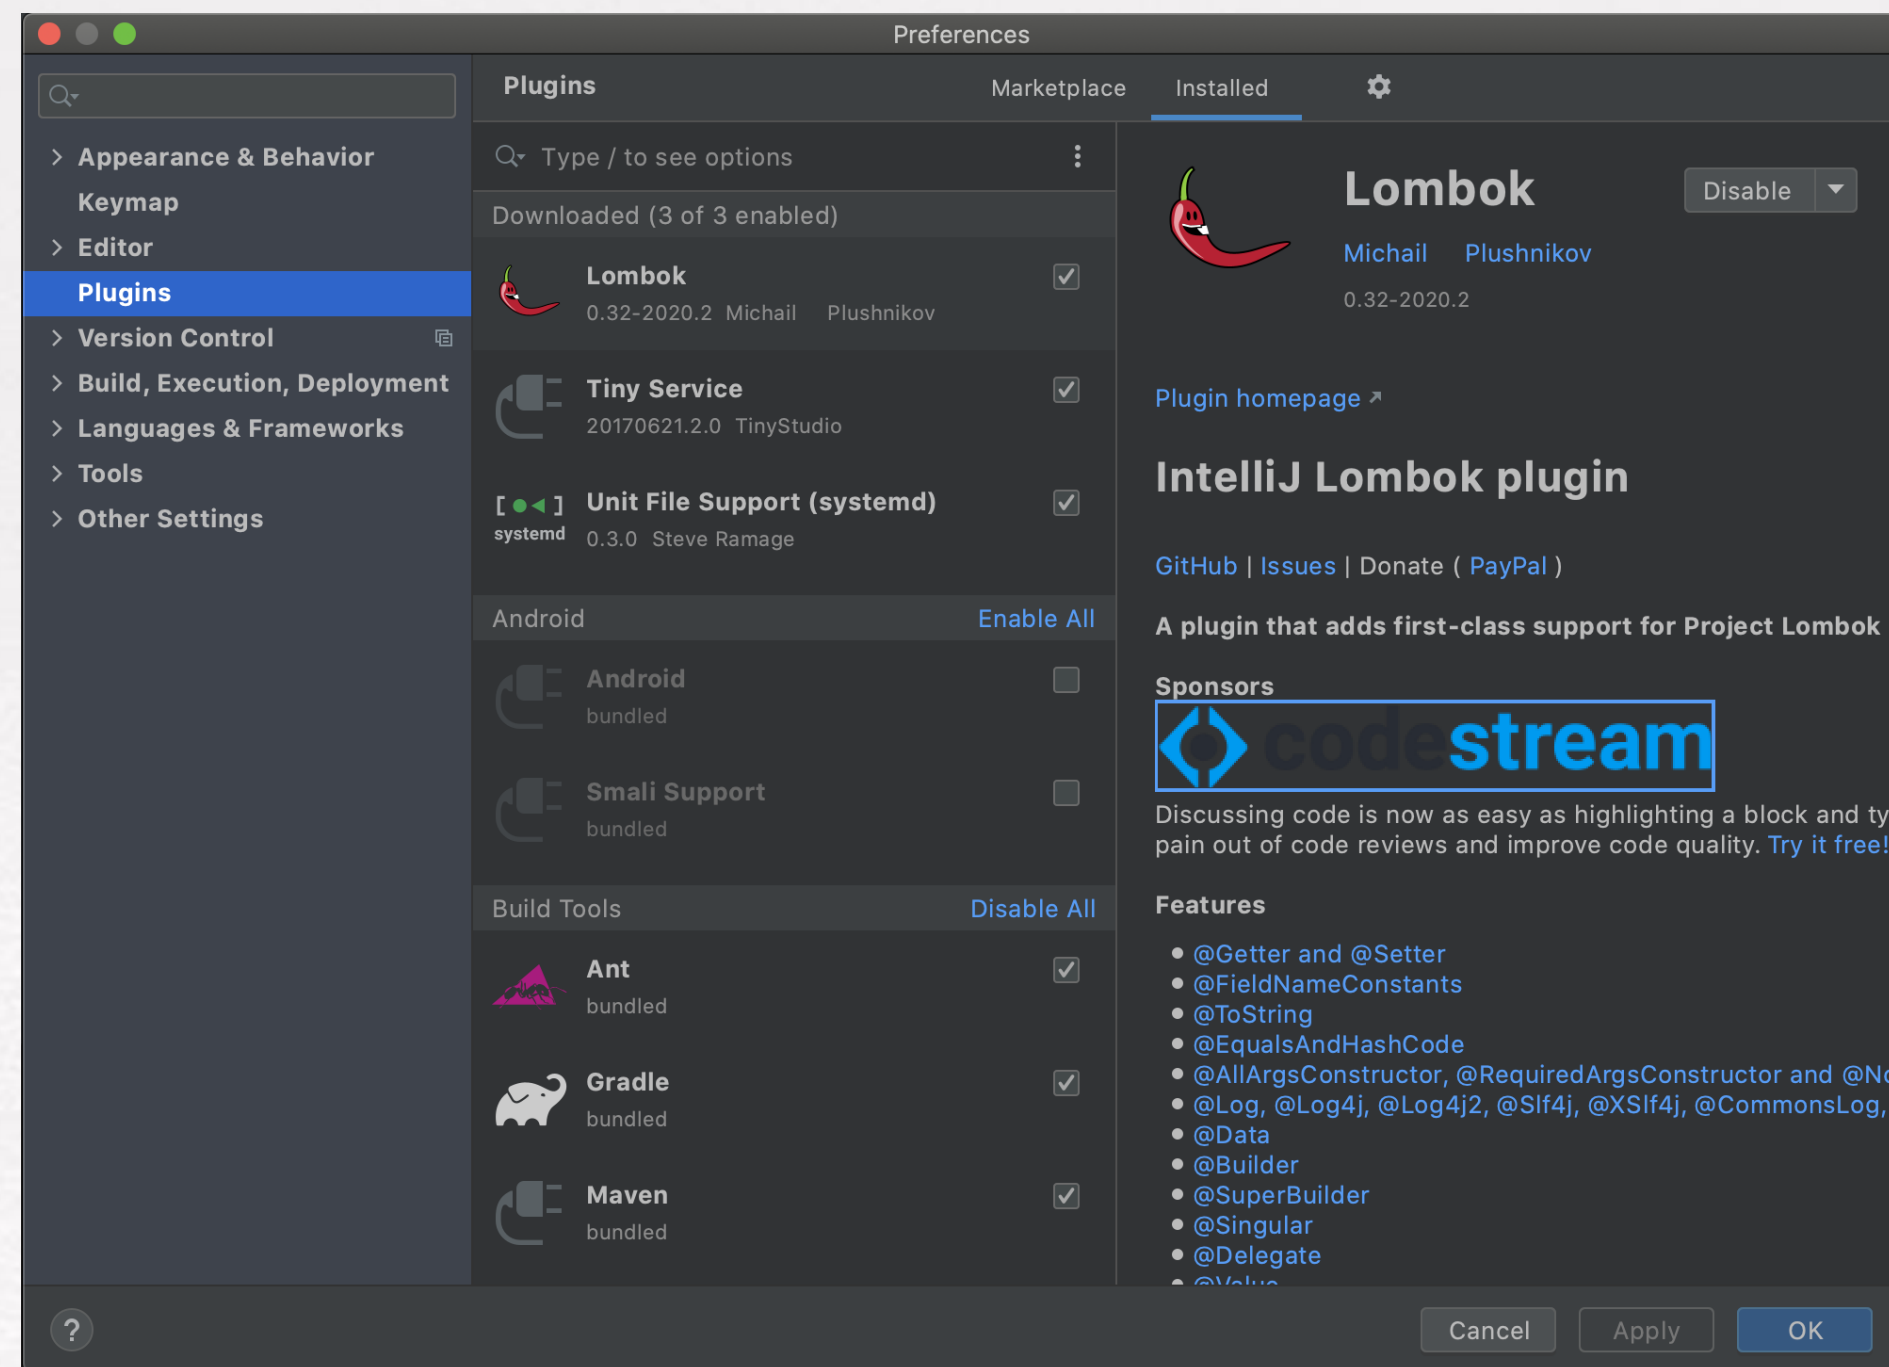 Preferences
Appearance & Behavior
Keymap
Editor
Plugins
Version Control
Build, Execution, Deployment
Languages & Frameworks
Tools
Other Settings
Plugins
Marketplace Installed
Type / to see options
Downloaded (3 of 3 enabled)
Lombok
0.32-2020.2 Michail Plushnikov
Tiny Service
20170621.2.0 TinyStudio
systemd
Unit File Support (systemd)
0.3.0 Steve Ramage
Android Enable All
Android
bundled
Smali Support
bundled
Build Tools Disable All
Ant
bundled
Gradle
bundled
Maven
bundled
Lombok
Disable
Michail Plushnikov
0.32-2020.2
Plugin homepage
IntelliJ Lombok plugin
GitHub | Issues | Donate ( PayPal )
A plugin that adds first-class support for Project Lombok
Sponsors
codestream
Discussing code is now as easy as highlighting a block and ty
pain out of code reviews and improve code quality. Try it free!
Features
@Getter and @Setter
@FieldNameConstants
@ToString
@EqualsAndHashCode
@AllArgsConstructor, @RequiredArgsConstructor and @No
@Log, @Log4j, @Log4j2, @Slf4j, @XSlf4j, @CommonsLog,
@Data
@Builder
@SuperBuilder
@Singular
@Delegate
@Value
?
Cancel Apply OK